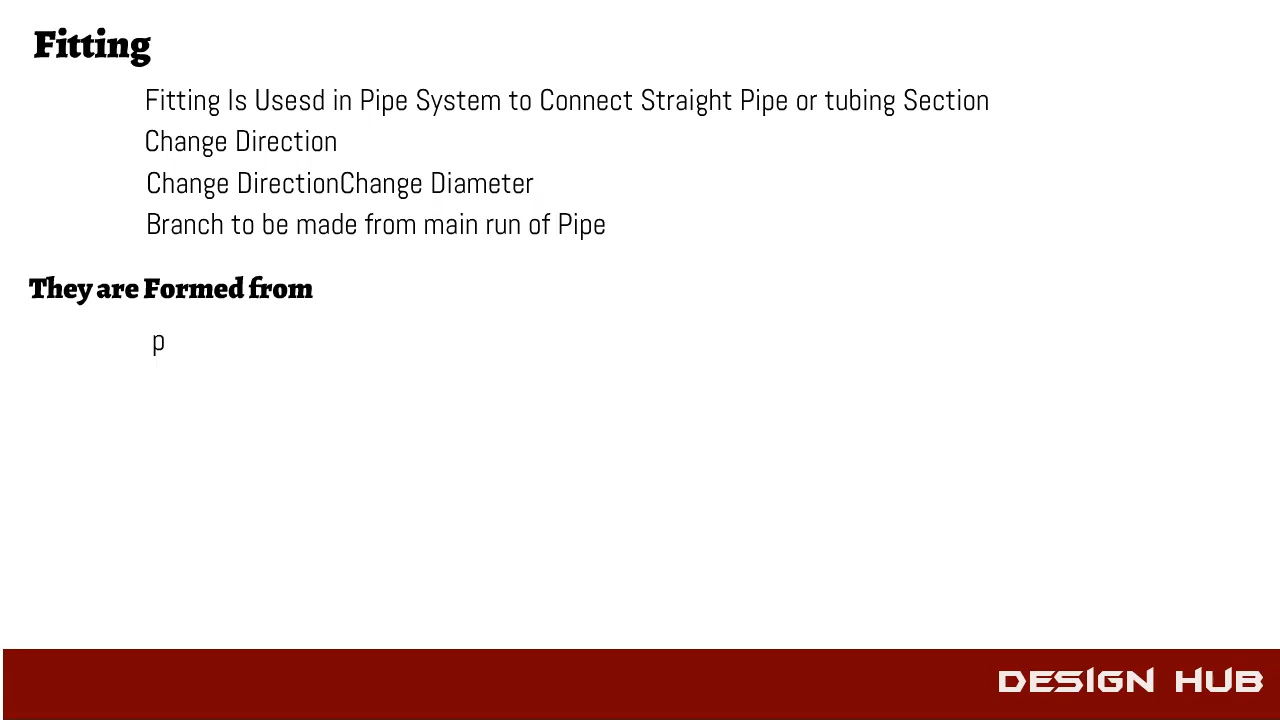 Fitting
Fitting Is Usesd in Pipe System to Connect Straight Pipe or tubing Section
Change Direction
Change DirectionChange Diameter
Branch to be made from main run of Pipe
They are Formed from
p
DESIGN HUB